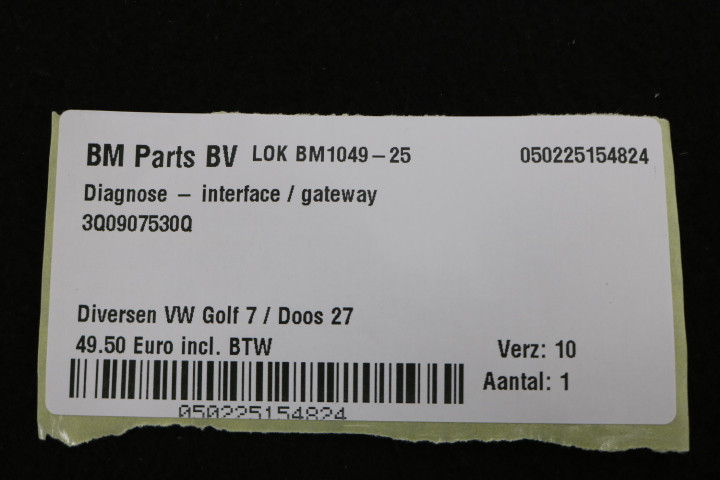 BM Parts BV LOK BM1049-25 050225154824
Diagnose - interface / gateway
3Q0907530Q
Diversen VW Golf 7 / Doos 27
49.50 Euro incl. BTW Verz: 10
Aantal: 1
050225154824